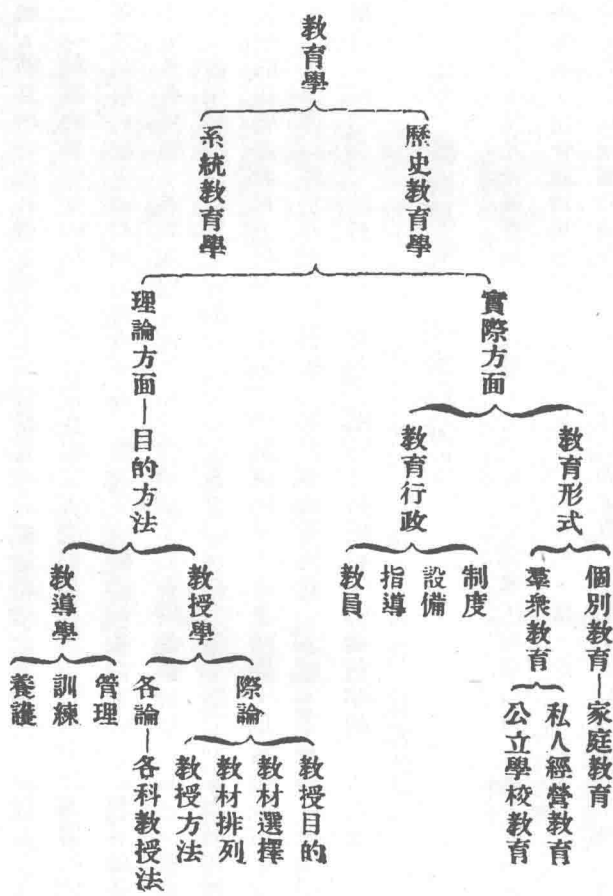 教育學
歷史教育學
系統教育學
實際方面
理論方面—目的方法
教育形式
教育行政
個別教育—家庭教育
羣衆教育
私人經營教育
公立學校教育
制度
設備
指導
教員
教授學
教導學
際論
各論—各科教授法
教授目的
教材選擇
教材排列
教授方法
管理
訓練
養護